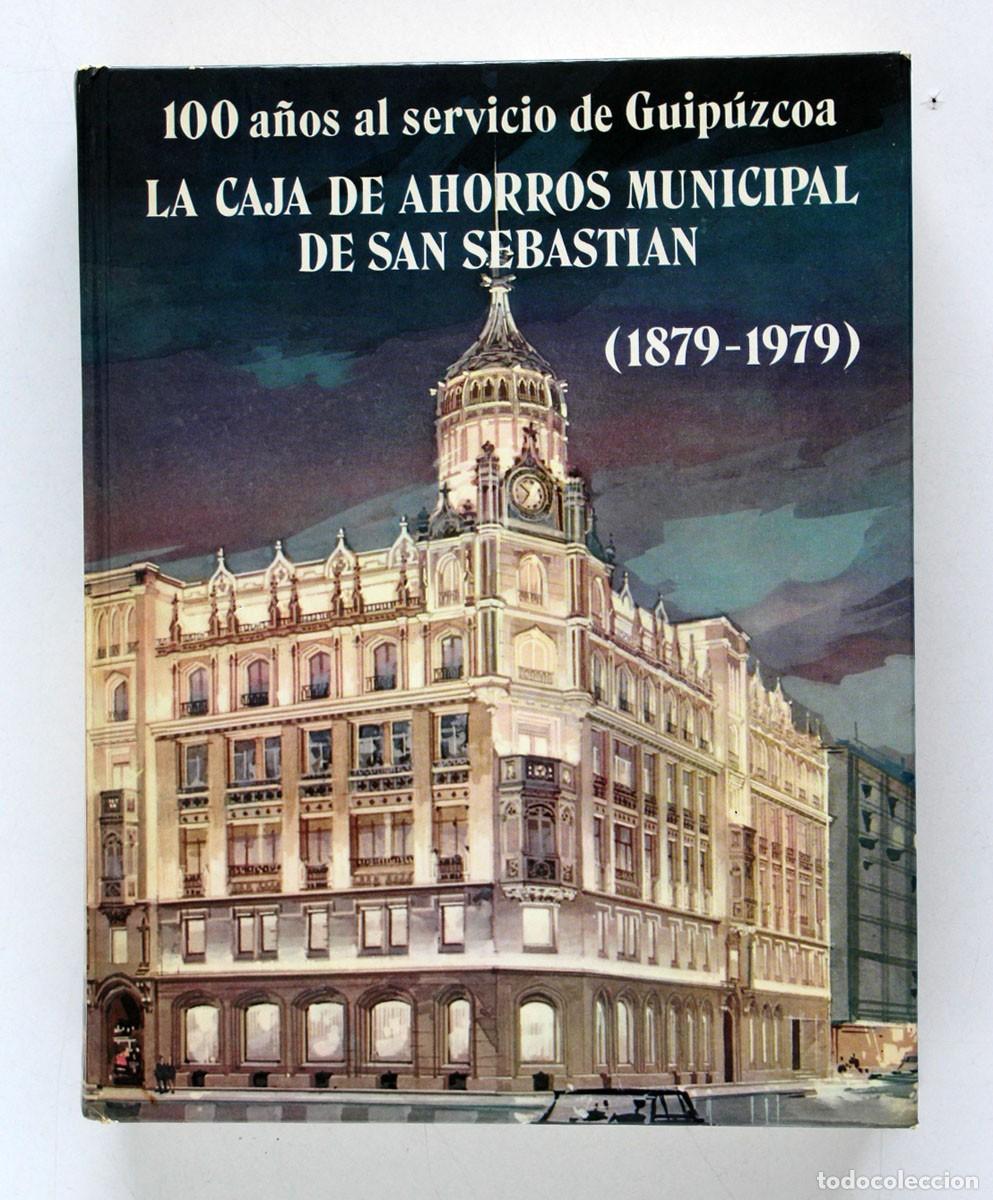 100 años al servicio de Guipúzcoa
LA CAJA DE AHORROS MUNICIPAL
DE SAN SEBASTIAN
(1879-1979)
todocoleccion